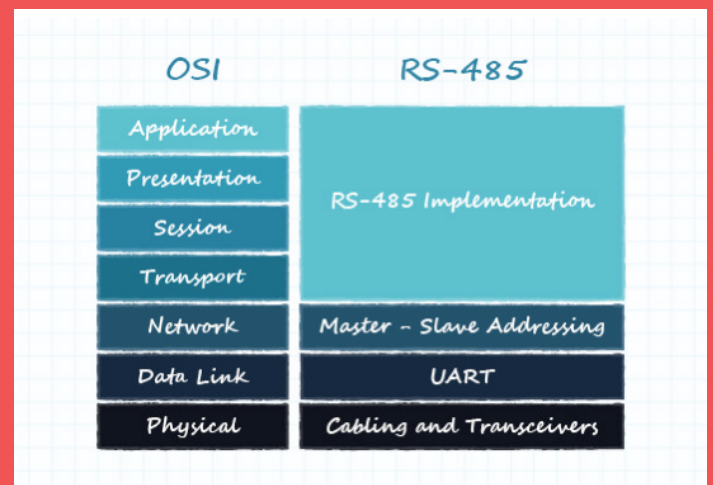 OSI
RS-485
Application
Presentation
Session
Transport
Network
Data Link
Physical
RS-485 Implementation
Master - Slave Addressing
UART
Cabling and Transceivers